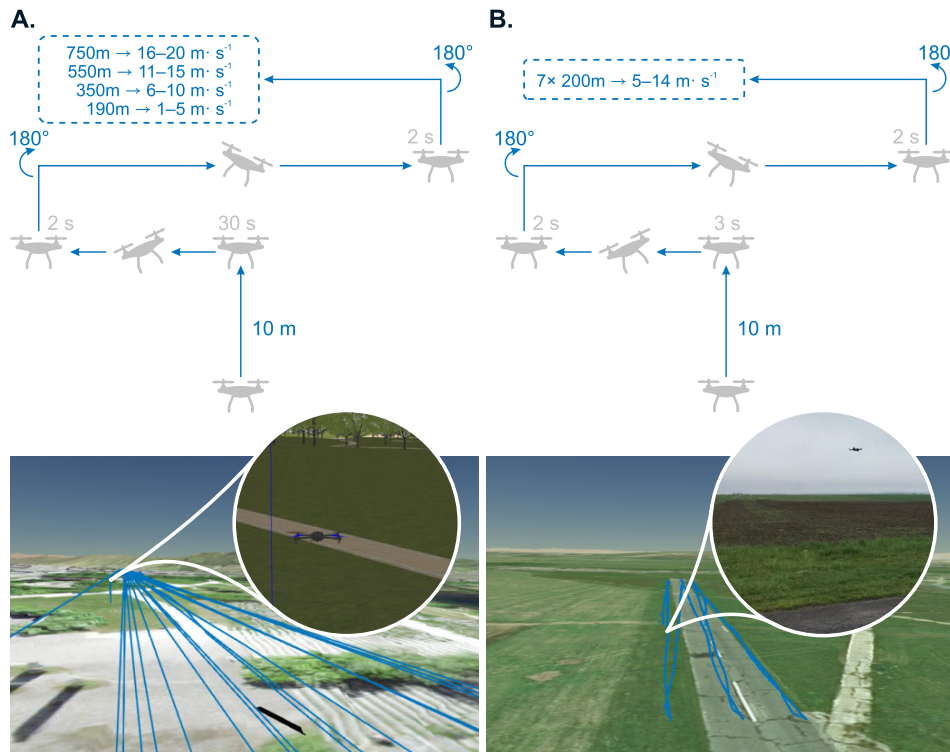 A.
750m → 16–20 m· s⁻¹
550m → 11–15 m· s⁻¹
350m → 6–10 m· s⁻¹
190m → 1–5 m· s⁻¹
180°
2 s
180°
2 s
30 s
10 m
B.
7× 200m → 5–14 m· s⁻¹
180
2 s
180°
2 s
3 s
10 m